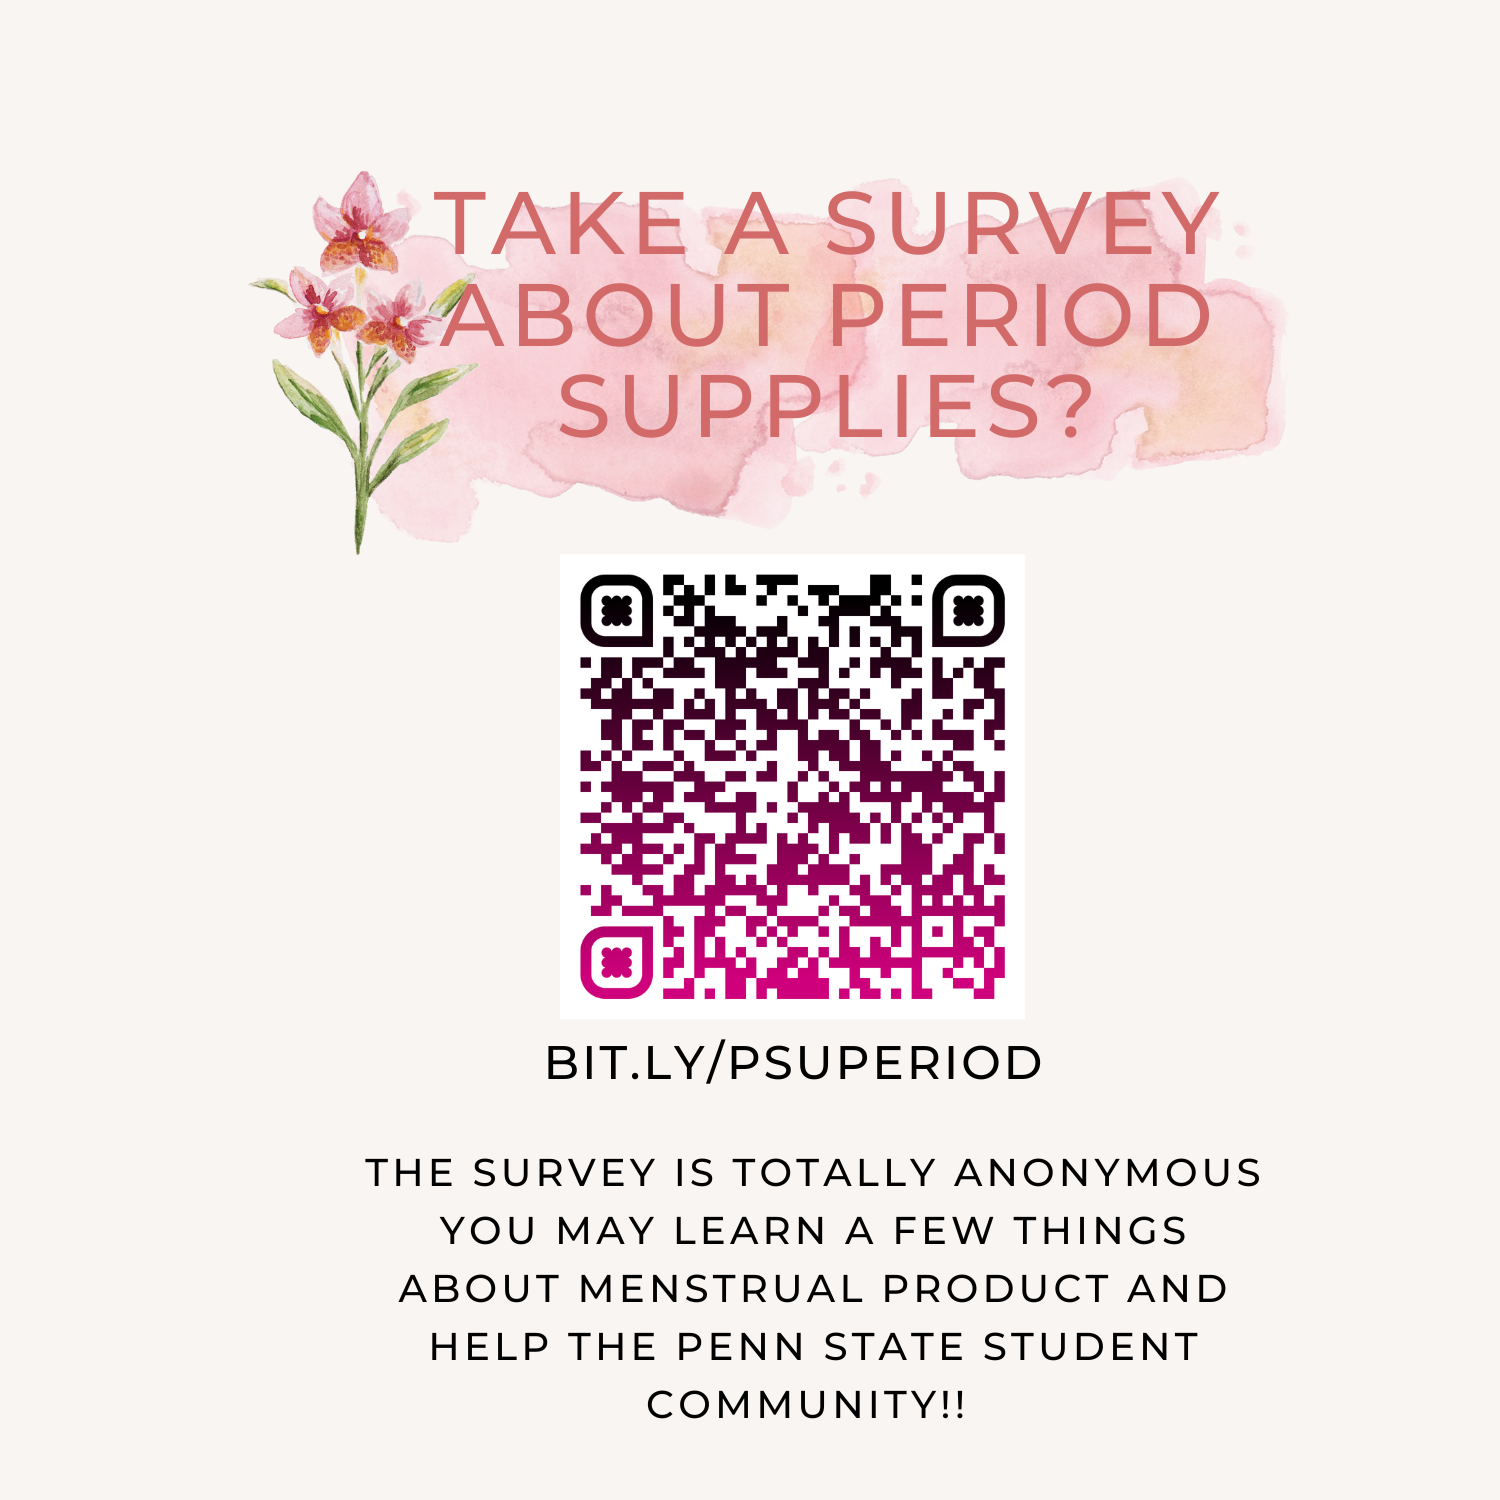 TAKE A SURVEY
ABOUT PERIOD
SUPPLIES?
BIT.LY/PSUPERIOD
THE SURVEY IS TOTALLY ANONYMOUS
YOU MAY LEARN A FEW THINGS
ABOUT MENSTRUAL PRODUCT AND
HELP THE PENN STATE STUDENT
COMMUNITY!!